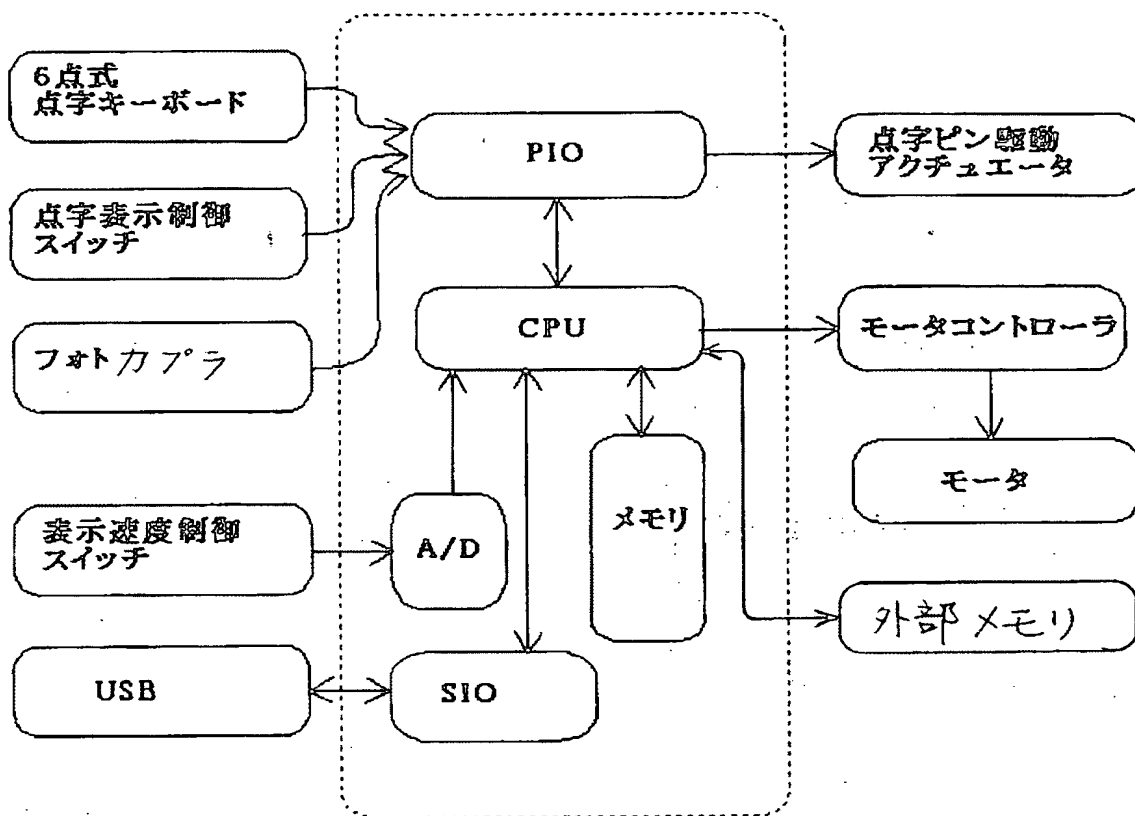 6点式
点字キーボード
点字表示制御
スイッチ
フォトカプラ
表示速度制御
スイッチ
USB
PIO
CPU
A/D
メモリ
SIO
点字ピン駆動
アクチュエータ
モータコントローラ
モータ
外部メモリ